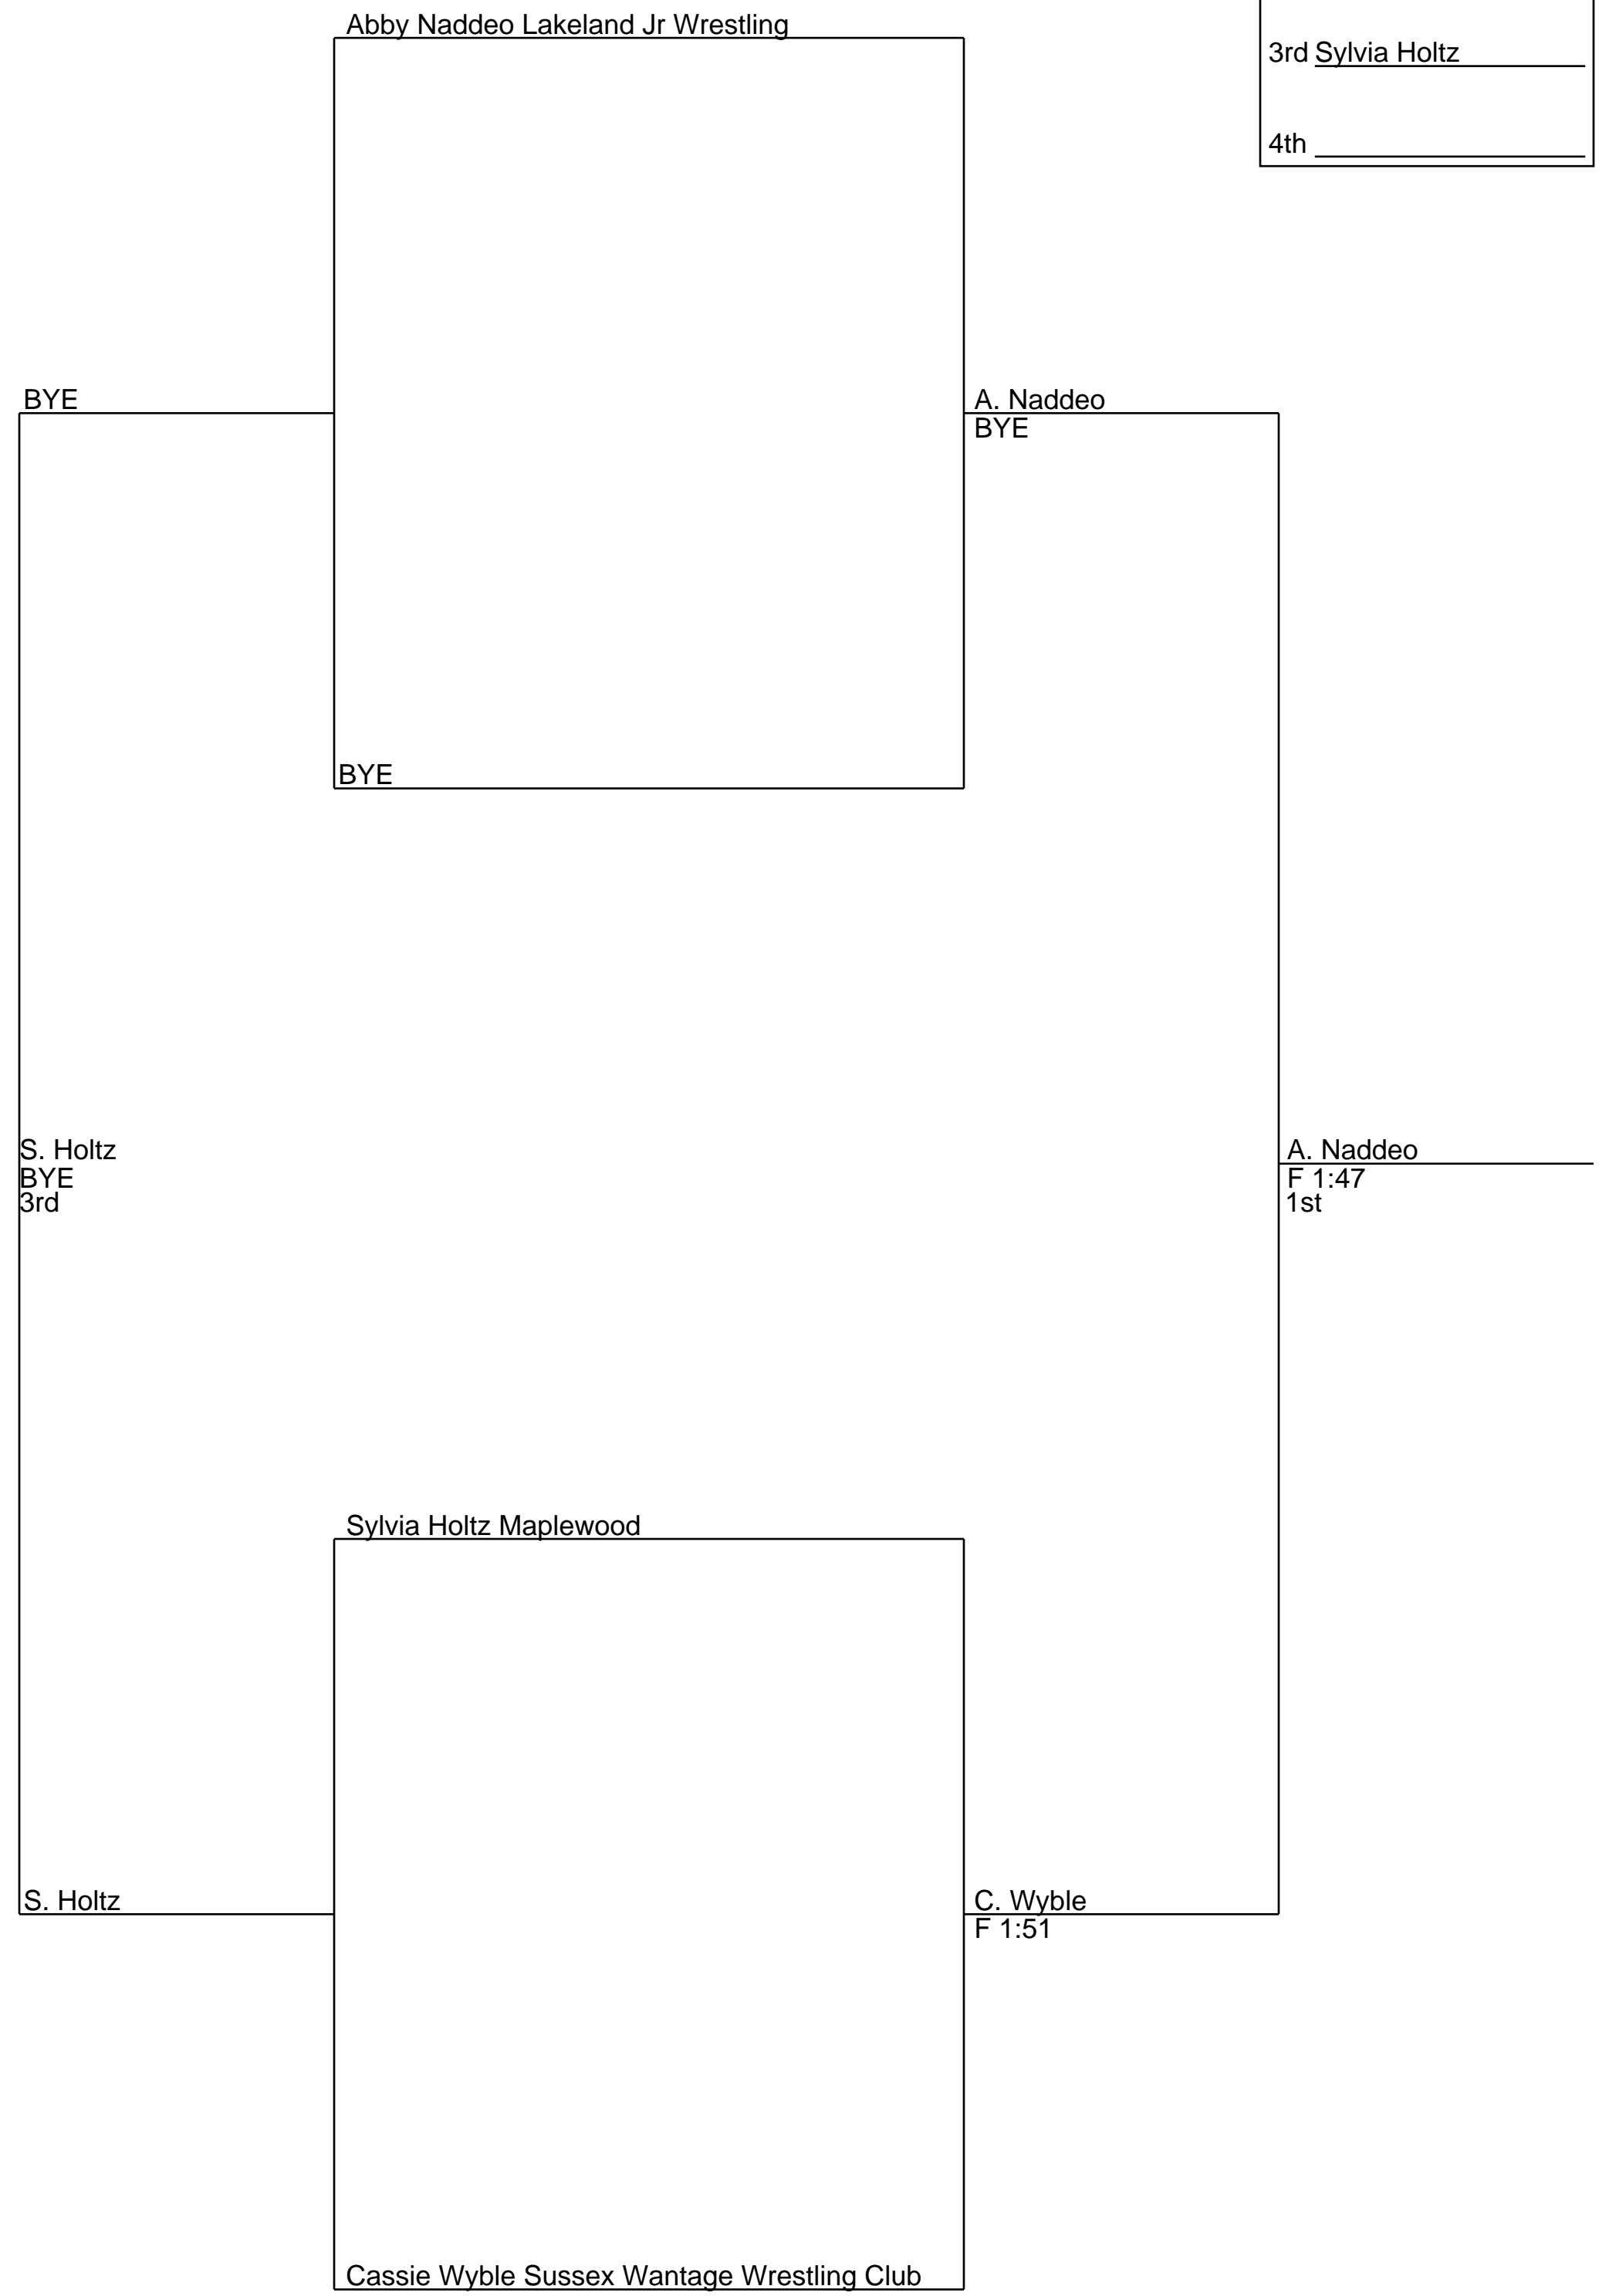 Abby Naddeo Lakeland Jr Wrestling
3rd Sylvia Holtz
4th
BYE
A. Naddeo
BYE
BYE
S. Holtz
BYE
3rd
A. Naddeo
F 1:47
1st
Sylvia Holtz Maplewood
S. Holtz
C. Wyble
F 1:51
Cassie Wyble Sussex Wantage Wrestling Club